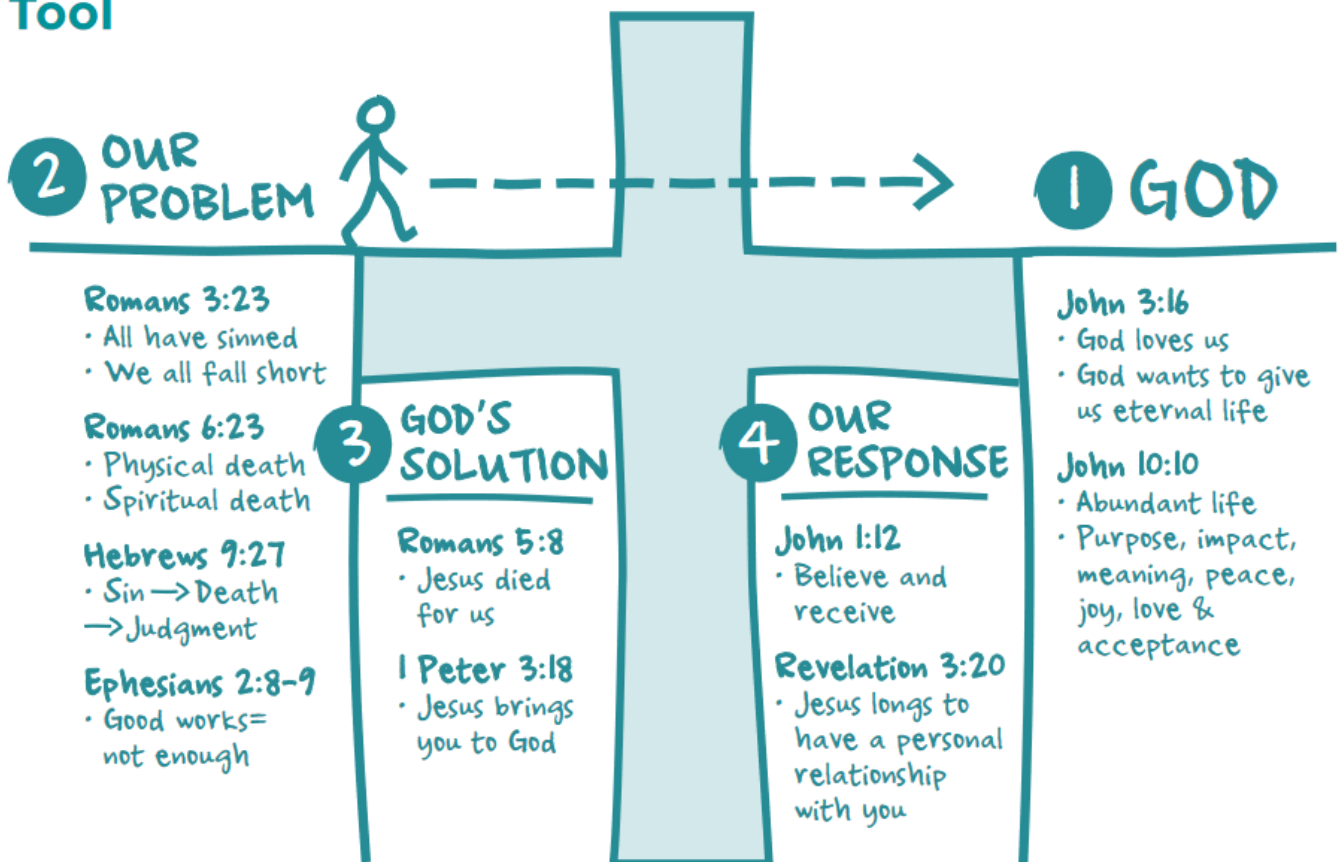 Tool
2 OUR
PROBLEM
Romans 3:23
· All have sinned
· We all fall short
Romans 6:23
· Physical death
· Spiritual death
Hebrews 9:27
· Sin → Death
→ Judgment
Ephesians 2:8-9
· Good works=
not enough
3 GOD'S
SOLUTION
Romans 5:8
· Jesus died
for us
1 Peter 3:18
· Jesus brings
you to God
4 OUR
RESPONSE
John 1:12
· Believe and
receive
Revelation 3:20
· Jesus longs to
have a personal
relationship
with you
1 GOD
John 3:16
· God loves us
· God wants to give
us eternal life
John 10:10
· Abundant life
· Purpose, impact,
meaning, peace,
joy, love &
acceptance